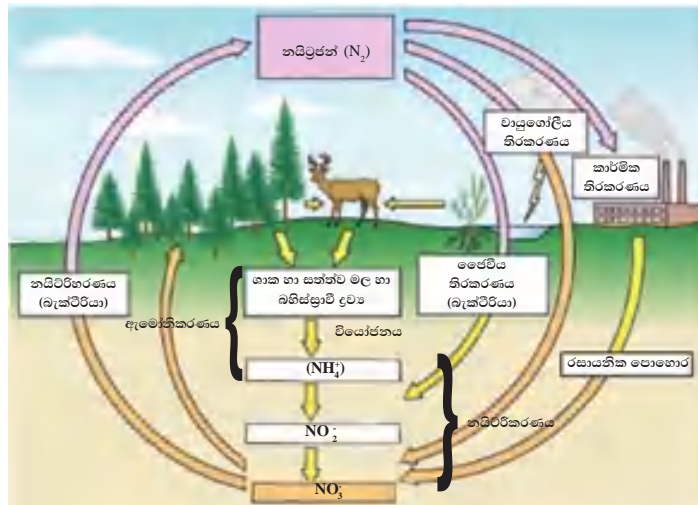 නයිට්‍රජන් (N₂)
වායුගෝලීය
තිරකරණය
කාර්මික
තිරකරණය
නයිට්රිහරණය
(බැක්ටීරියා)
ශාක හා සත්ත්ව මල හා
බහිස්ස්‍රාවී ද්‍රව්‍ය
ජෛවීය
තිරකරණය
(බැක්ටීරියා)
ඇමෝනිකරණය
වියෝජනය
(NH₄⁺)
රසායනික පොහොර
NO₂⁻
නයිට්රීකරණය
NO₃⁻